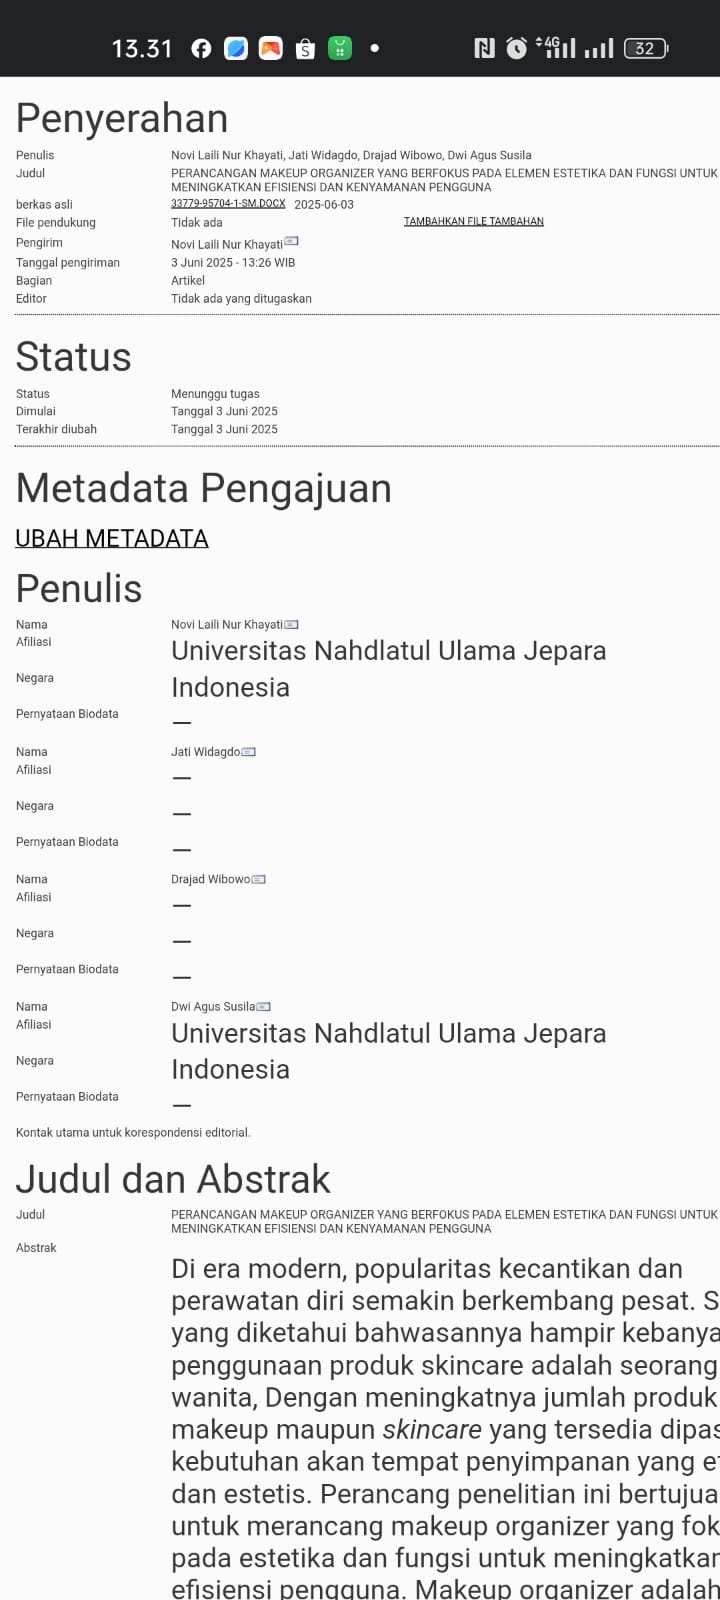 13.31
4G
32
Penyerahan
Penulis Novi Laili Nur Khayati, Jati Widagdo, Drajad Wibowo, Dwi Agus Susila
Judul PERANCANGAN MAKEUP ORGANIZER YANG BERFOKUS PADA ELEMEN ESTETIKA DAN FUNGSI UNTUK
MENINGKATKAN EFISIENSI DAN KENYAMANAN PENGGUNA
berkas asli 33779-95704-1-SM.DOCX 2025-06-03
File pendukung Tidak ada TAMBAHKAN FILE TAMBAHAN
Pengirim Novi Laili Nur Khayati
Tanggal pengiriman 3 Juni 2025 - 13:26 WIB
Bagian Artikel
Editor Tidak ada yang ditugaskan
Status
Status Menunggu tugas
Dimulai Tanggal 3 Juni 2025
Terakhir diubah Tanggal 3 Juni 2025
Metadata Pengajuan
UBAH METADATA
Penulis
Nama Novi Laili Nur Khayati
Afiliasi Universitas Nahdlatul Ulama Jepara
Negara Indonesia
Pernyataan Biodata —
Nama Jati Widagdo
Afiliasi —
Negara —
Pernyataan Biodata —
Nama Drajad Wibowo
Afiliasi —
Negara —
Pernyataan Biodata —
Nama Dwi Agus Susila
Afiliasi Universitas Nahdlatul Ulama Jepara
Negara Indonesia
Pernyataan Biodata —
Kontak utama untuk korespondensi editorial.
Judul dan Abstrak
Judul PERANCANGAN MAKEUP ORGANIZER YANG BERFOKUS PADA ELEMEN ESTETIKA DAN FUNGSI UNTUK
MENINGKATKAN EFISIENSI DAN KENYAMANAN PENGGUNA
Abstrak
Di era modern, popularitas kecantikan dan
perawatan diri semakin berkembang pesat. S
yang diketahui bahwasannya hampir kebanya
penggunaan produk skincare adalah seorang
wanita, Dengan meningkatnya jumlah produk
makeup maupun skincare yang tersedia dipas
kebutuhan akan tempat penyimpanan yang e
dan estetis. Perancang penelitian ini bertujua
untuk merancang makeup organizer yang fok
pada estetika dan fungsi untuk meningkatkan
efisiensi pengguna. Makeup organizer adalah